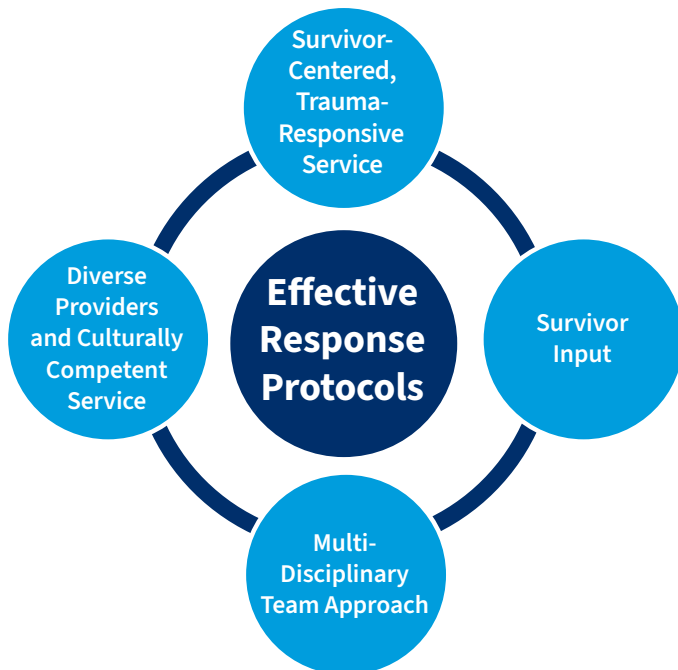 Survivor-
Centered,
Trauma-
Responsive
Service
Diverse
Providers
and Culturally
Competent
Service
Effective
Response
Protocols
Survivor
Input
Multi-
Disciplinary
Team Approach